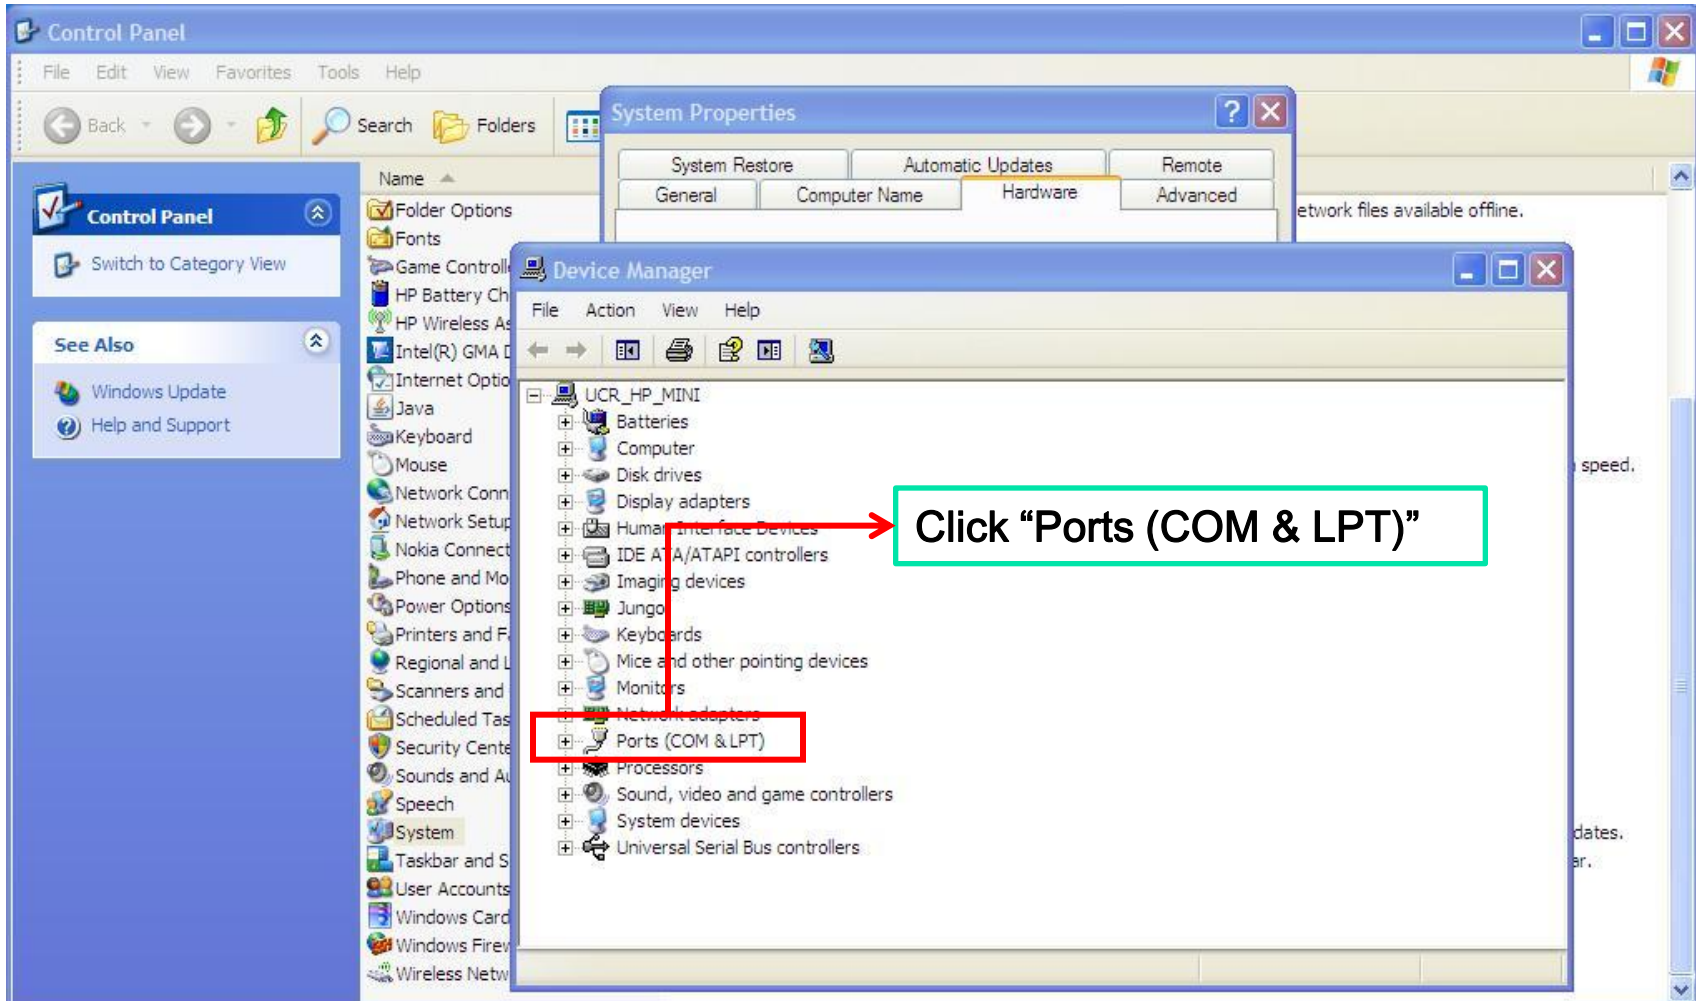 Control Panel
File Edit View Favorites Tools Help
Back Search Folders
System Properties
System Restore Automatic Updates Remote
General Computer Name Hardware Advanced
Control Panel
Switch to Category View
See Also
Windows Update
Help and Support
Name
Folder Options
Fonts
Game Controll
HP Battery Ch
HP Wireless As
Intel(R) GMA D
Internet Optio
Java
Keyboard
Mouse
Network Conn
Network Setup
Nokia Connect
Phone and Mo
Power Options
Printers and Fa
Regional and L
Scanners and
Scheduled Tas
Security Cente
Sounds and Au
Speech
System
Taskbar and S
User Accounts
Windows Card
Windows Firew
Wireless Netw
etwork files available offline.
speed.
dates.
ar.
Device Manager
File Action View Help
UCR_HP_MINI
Batteries
Computer
Disk drives
Display adapters
Human Interface Devices
IDE ATA/ATAPI controllers
Imaging devices
Jungo
Keyboards
Mice and other pointing devices
Monitors
Network adapters
Ports (COM & LPT)
Processors
Sound, video and game controllers
System devices
Universal Serial Bus controllers
Click “Ports (COM & LPT)”